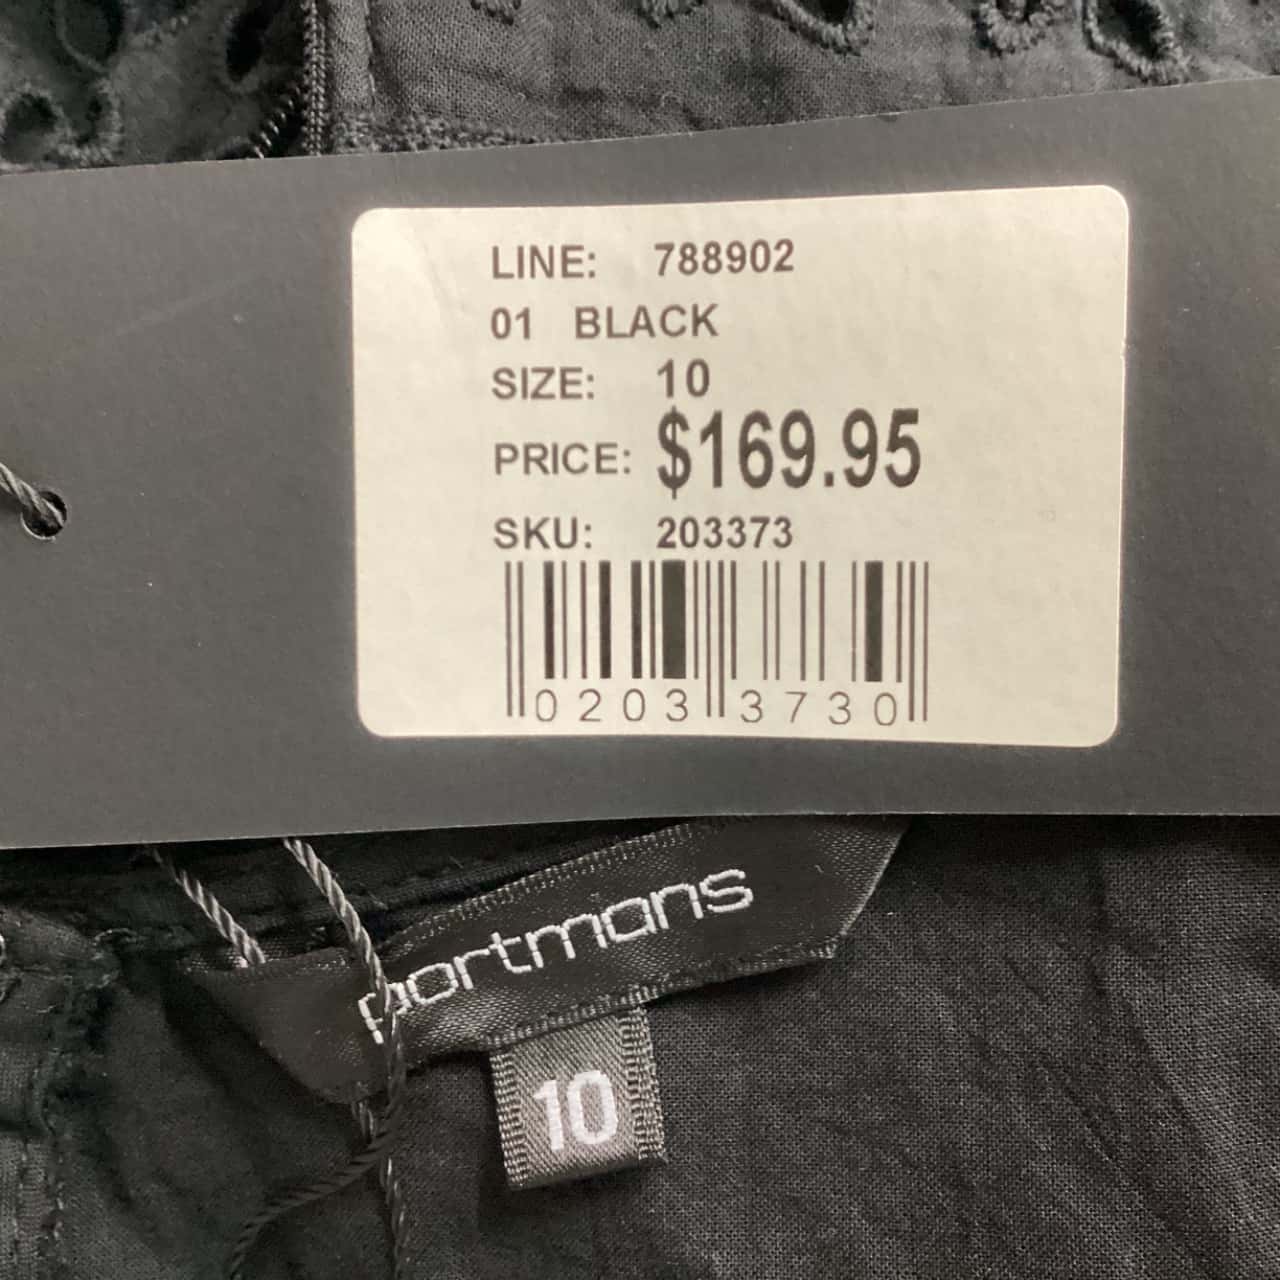 LINE: 788902
01 BLACK
SIZE: 10
PRICE: $169.95
SKU: 203373
0203 3730
portmans
10